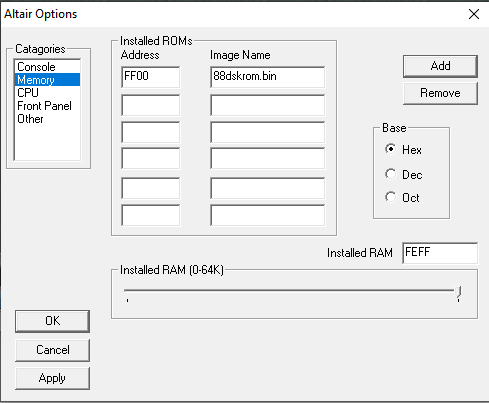 Altair Options
Catagories
Console
Memory
CPU
Front Panel
Other
Installed ROMs
Address
Image Name
FF00
88dskrom.bin
Add
Remove
Base
Hex
Dec
Oct
Installed RAM
FEFF
Installed RAM (0-64K)
OK
Cancel
Apply